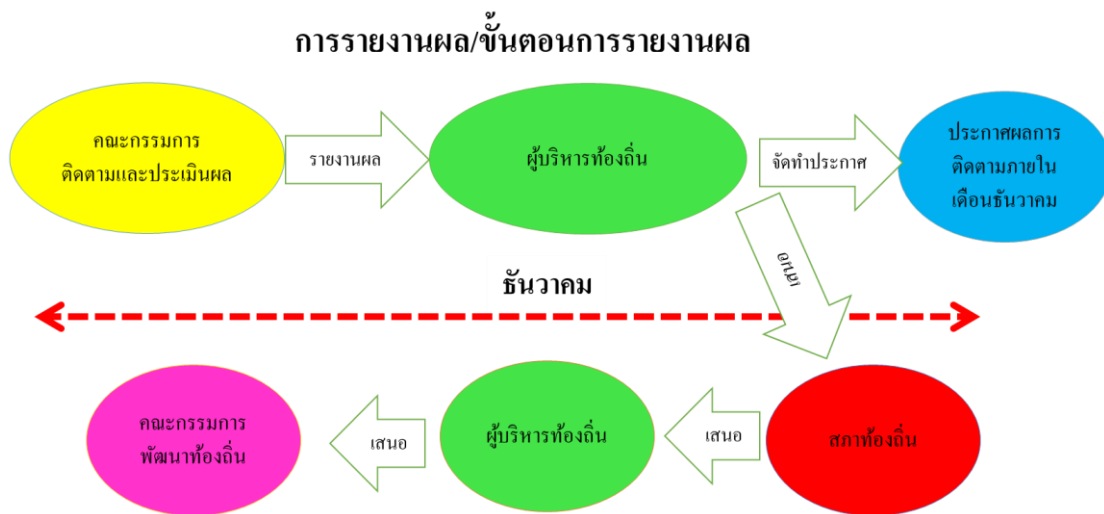 การรายงานผล/ขั้นตอนการรายงานผล
คณะกรรมการ
ติดตามและประเมินผล
รายงานผล
ผู้บริหารท้องถิ่น
จัดทำประกาศ
ประกาศผลการ
ติดตามภายใน
เดือนธันวาคม
เสนอ
ธันวาคม
คณะกรรมการ
พัฒนาท้องถิ่น
เสนอ
ผู้บริหารท้องถิ่น
เสนอ
สภาท้องถิ่น